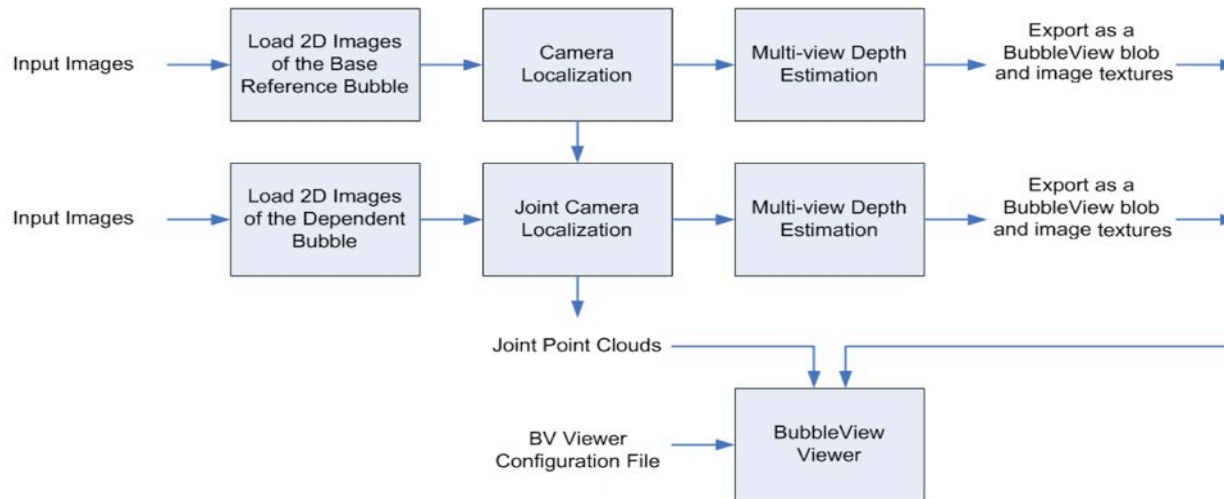 Input Images
Load 2D Images
of the Base
Reference Bubble
Camera
Localization
Multi-view Depth
Estimation
Export as a
BubbleView blob
and image textures
Input Images
Load 2D Images
of the Dependent
Bubble
Joint Camera
Localization
Multi-view Depth
Estimation
Export as a
BubbleView blob
and image textures
Joint Point Clouds
BV Viewer
Configuration File
BubbleView
Viewer